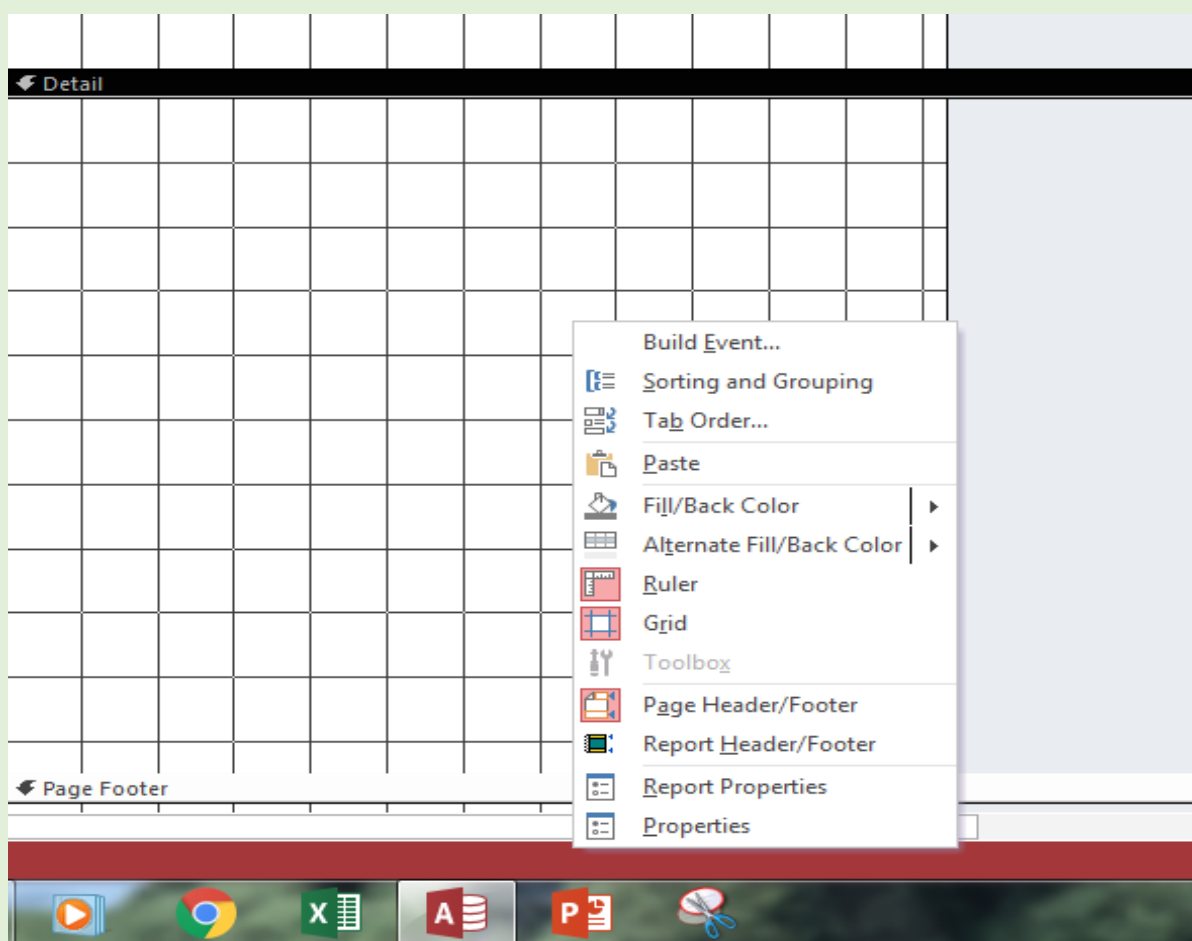 Detail
Build Event...
Sorting and Grouping
Tab Order...
Paste
Fill/Back Color
Alternate Fill/Back Color
Ruler
Grid
Toolbox
Page Header/Footer
Report Header/Footer
Page Footer
Report Properties
Properties
X
A
P